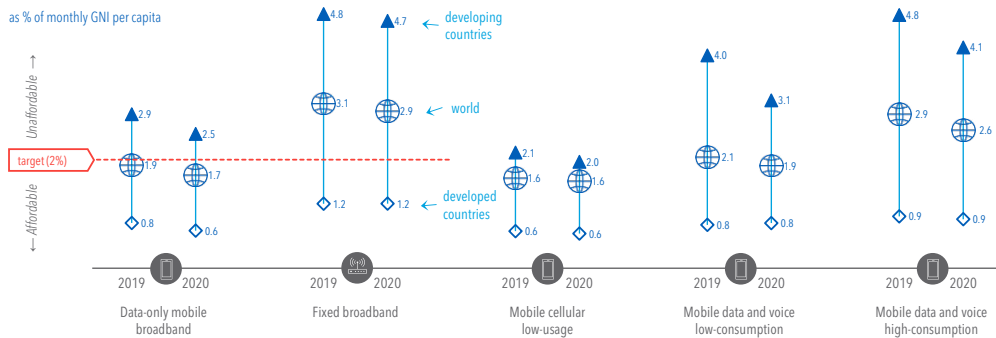 as % of monthly GNI per capita
← Affordable    Unaffordable →
target (2%)
2.9
1.9
0.8
2.5
1.7
0.6
4.8
3.1
1.2
4.7
2.9
1.2
← developing
countries
← world
← developed
countries
2.1
1.6
0.6
2.0
1.6
0.6
4.0
2.1
0.8
3.1
1.9
0.8
4.8
2.9
0.9
4.1
2.6
0.9
2019 2020
2019 2020
2019 2020
2019 2020
2019 2020
Data-only mobile
broadband
Fixed broadband
Mobile cellular
low-usage
Mobile data and voice
low-consumption
Mobile data and voice
high-consumption